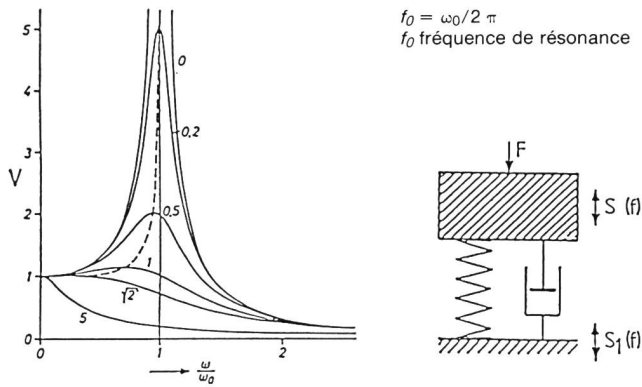 f₀ = ω₀/2 π
f₀ fréquence de résonance
5
4
3
V
2
1
0
0
0,2
0,5
1
√2
5
0
1
2
ω/ω₀
F
S (f)
S₁(f)